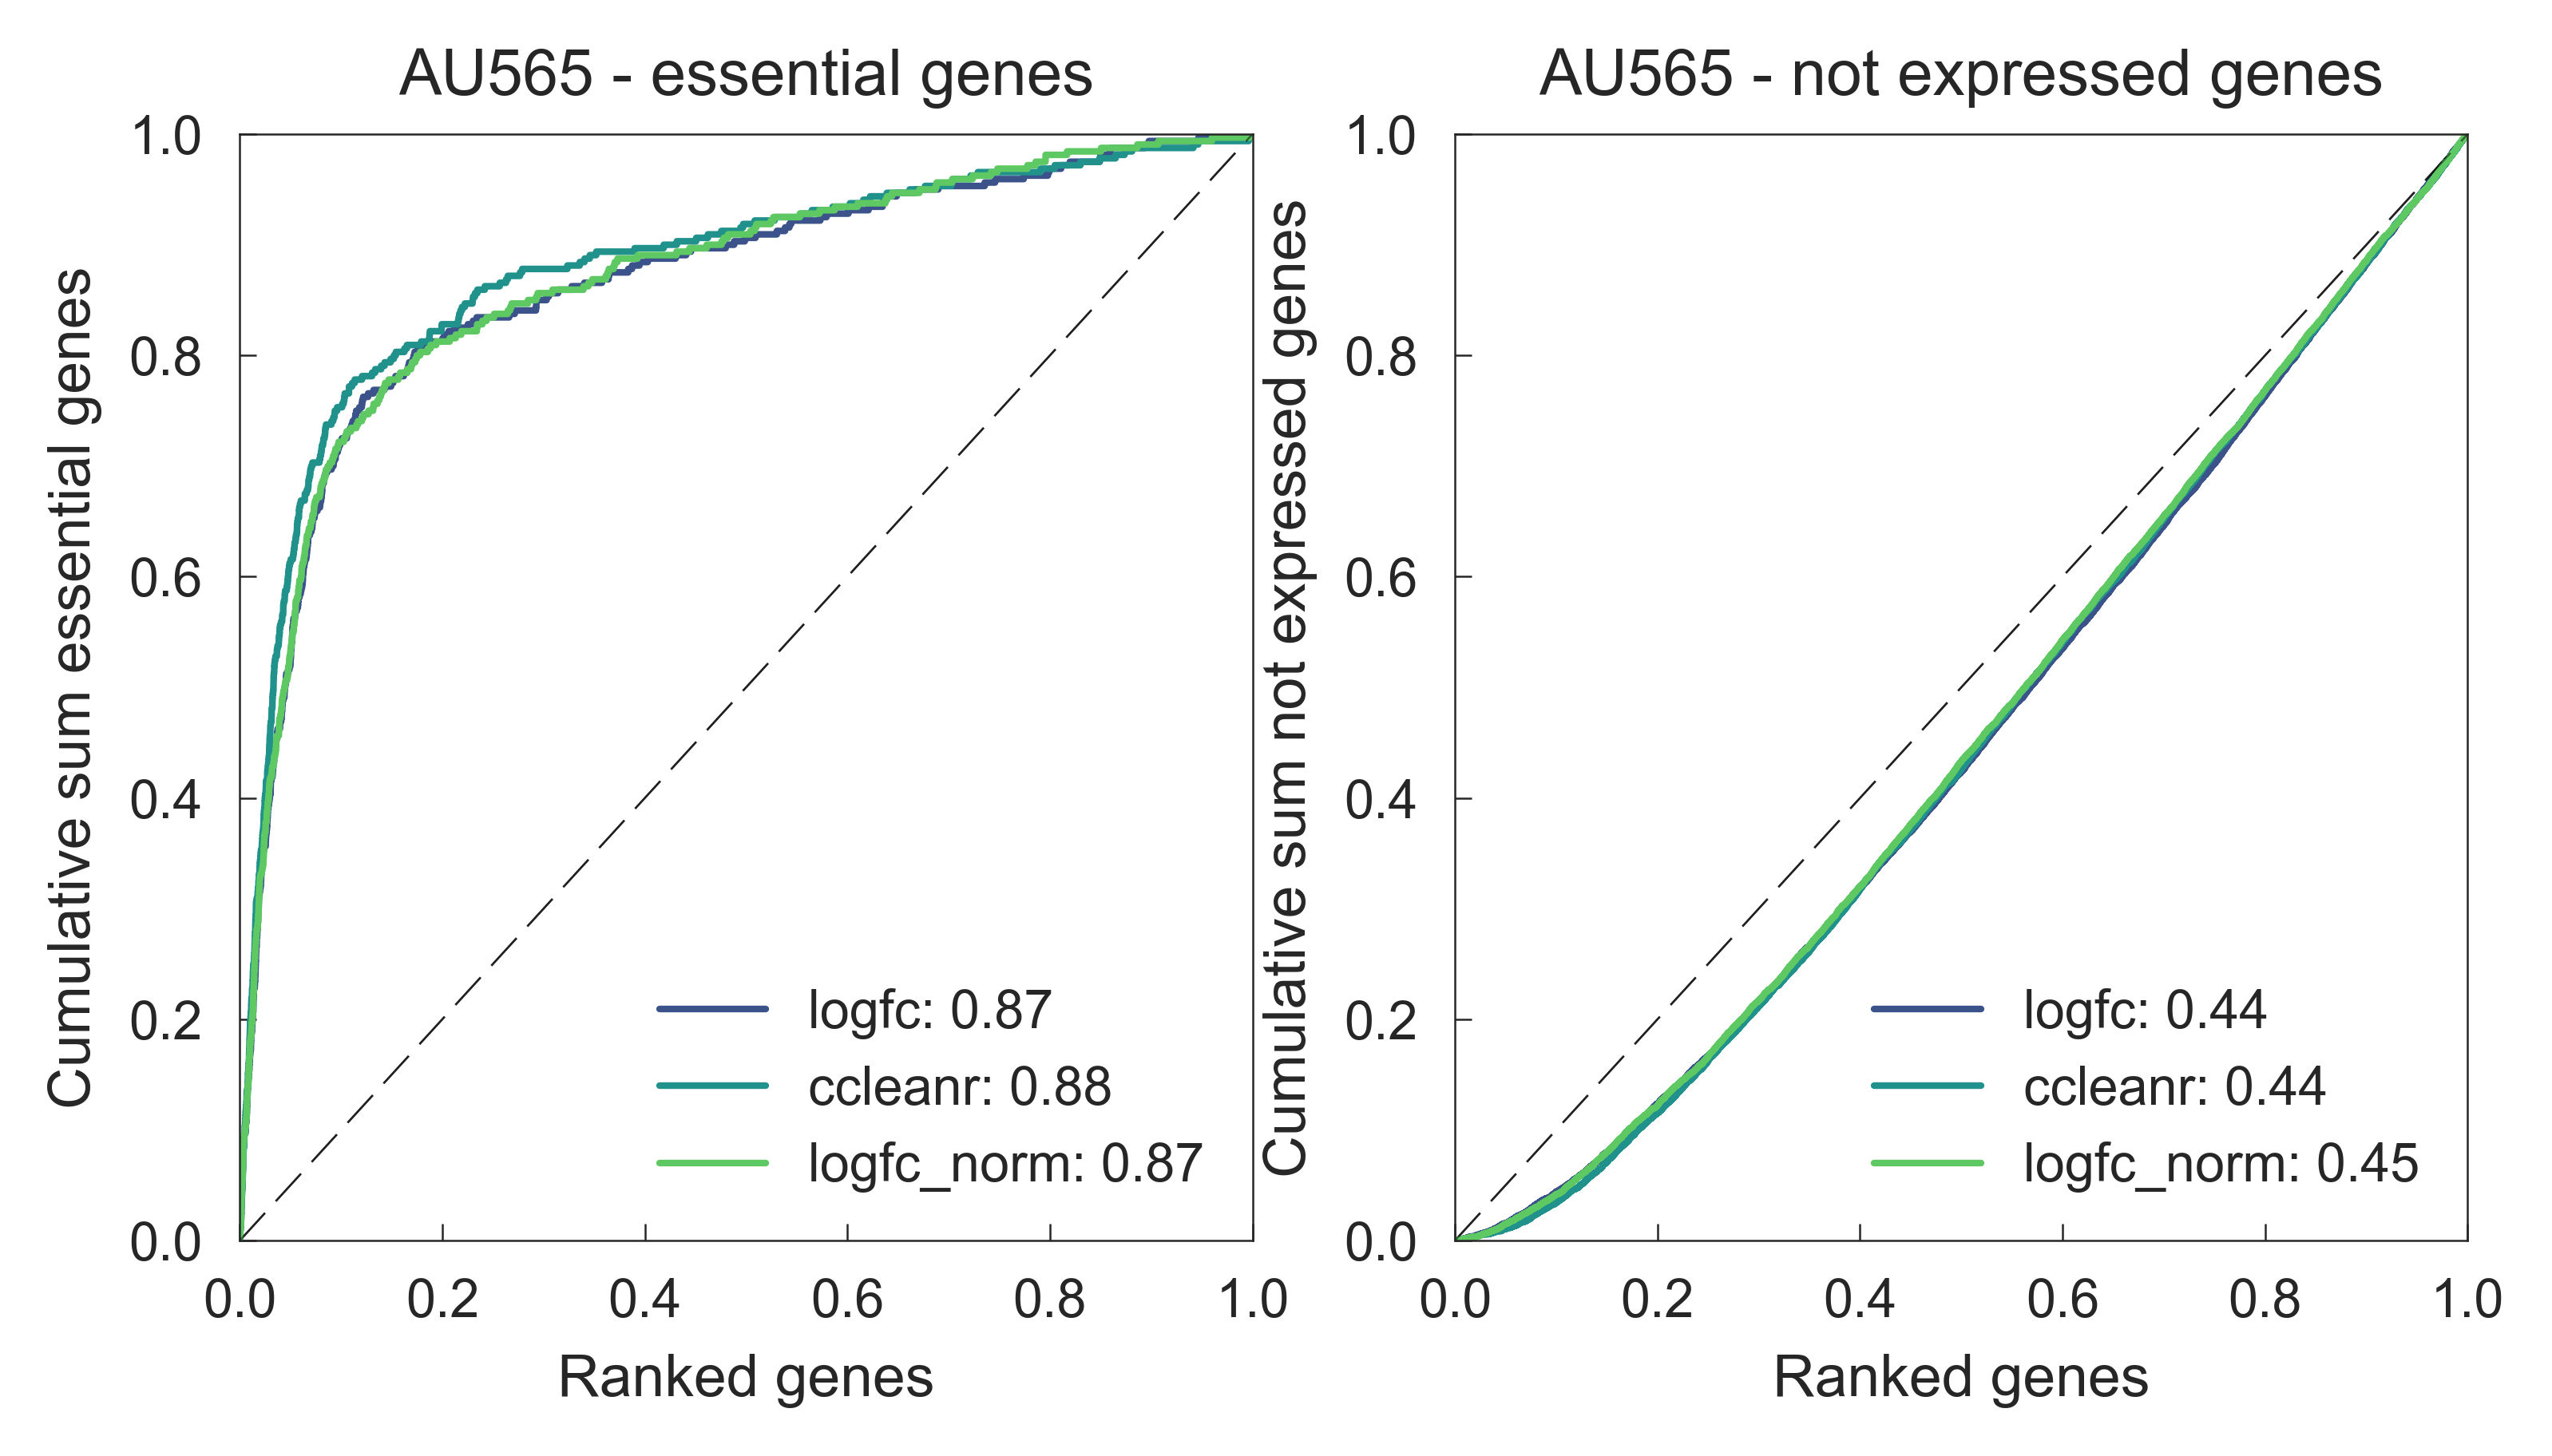 AU565 - essential genes
Cumulative sum essential genes
1.0
0.8
0.6
0.4
0.2
0.0
0.0 0.2 0.4 0.6 0.8 1.0
Ranked genes
logfc: 0.87
ccleanr: 0.88
logfc_norm: 0.87
AU565 - not expressed genes
Cumulative sum not expressed genes
1.0
0.8
0.6
0.4
0.2
0.0
0.0 0.2 0.4 0.6 0.8 1.0
Ranked genes
logfc: 0.44
ccleanr: 0.44
logfc_norm: 0.45